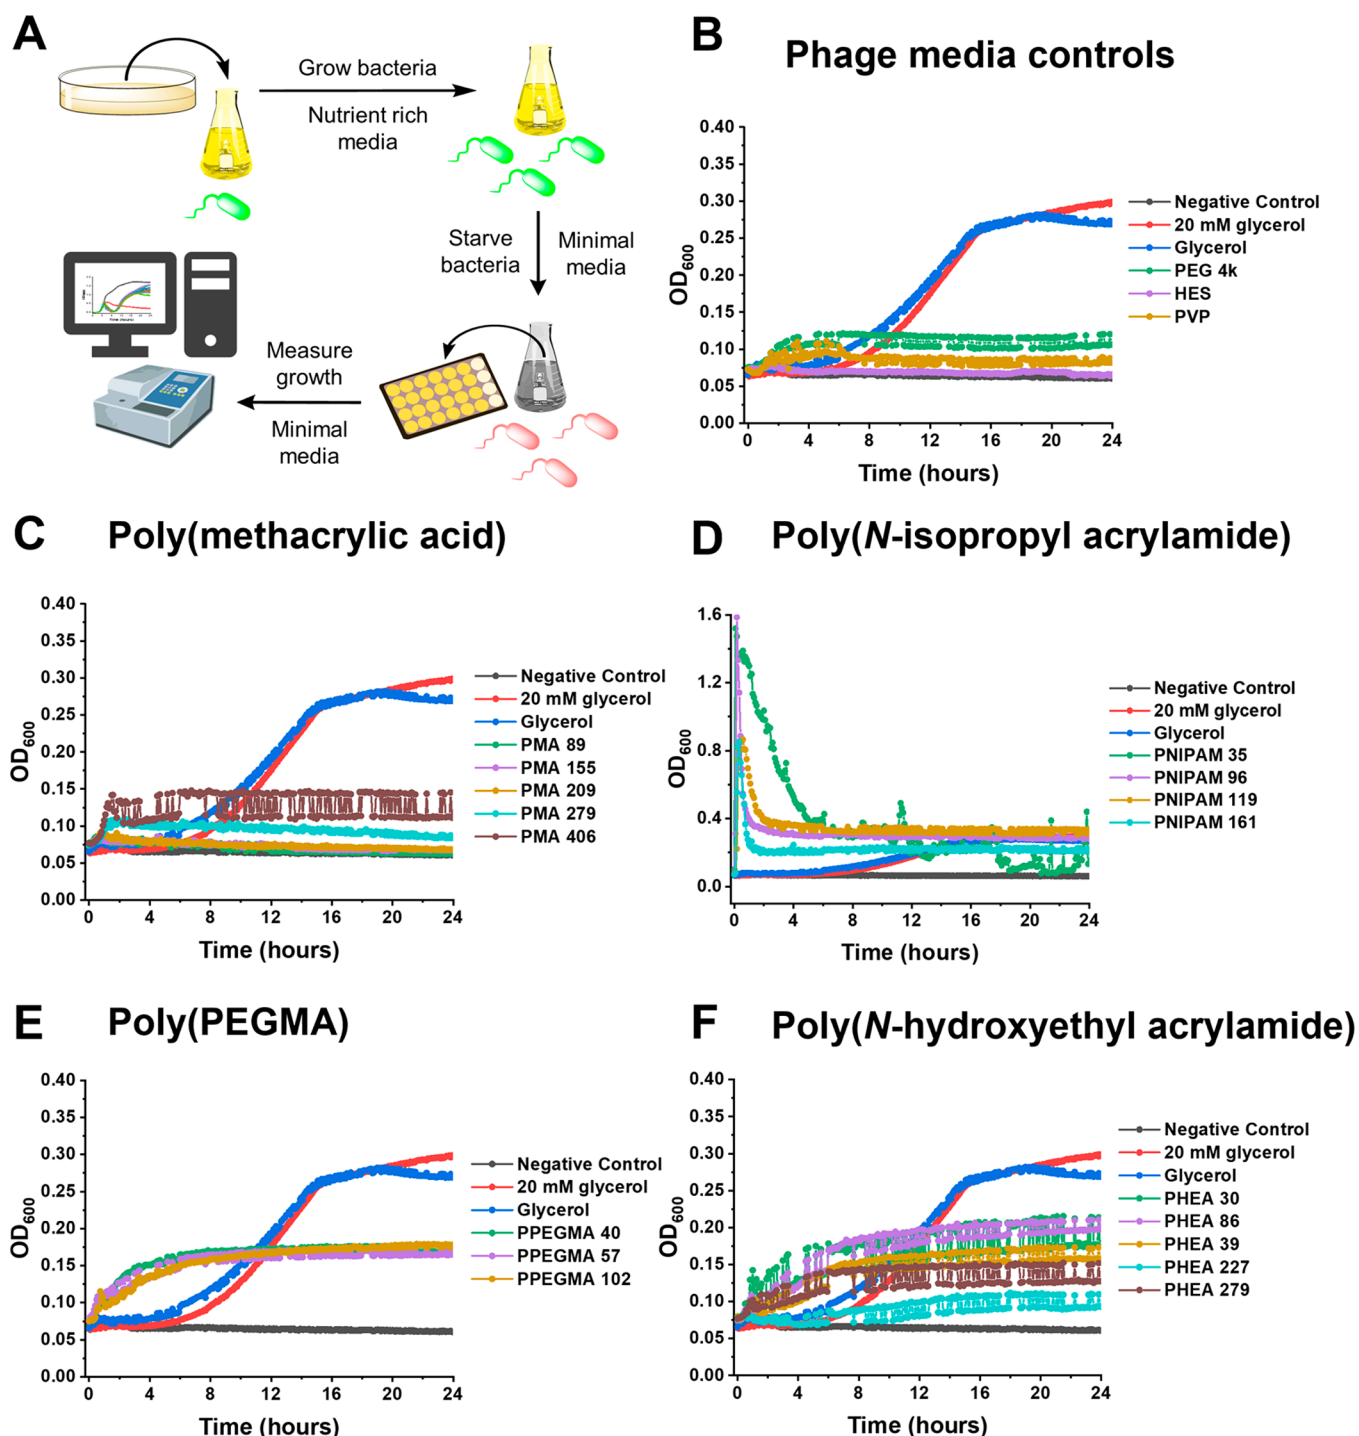 A
Grow bacteria
Nutrient rich
media
Starve
bacteria
Minimal
media
Measure
growth
Minimal
media
Time (hours)
B
Phage media controls
0.40
0.35
0.30
0.25
0.20
0.15
0.10
0.05
0.00
OD600
0 4 8 12 16 20 24
Time (hours)
Negative Control
20 mM glycerol
Glycerol
PEG 4k
HES
PVP
C
Poly(methacrylic acid)
0.40
0.35
0.30
0.25
0.20
0.15
0.10
0.05
0.00
OD600
0 4 8 12 16 20 24
Time (hours)
Negative Control
20 mM glycerol
Glycerol
PMA 89
PMA 155
PMA 209
PMA 279
PMA 406
D
Poly(N-isopropyl acrylamide)
1.6
1.2
0.8
0.4
0.0
OD600
0 4 8 12 16 20 24
Time (hours)
Negative Control
20 mM glycerol
Glycerol
PNIPAM 35
PNIPAM 96
PNIPAM 119
PNIPAM 161
E
Poly(PEGMA)
0.40
0.35
0.30
0.25
0.20
0.15
0.10
0.05
0.00
OD600
0 4 8 12 16 20 24
Time (hours)
Negative Control
20 mM glycerol
Glycerol
PPEGMA 40
PPEGMA 57
PPEGMA 102
F
Poly(N-hydroxyethyl acrylamide)
0.40
0.35
0.30
0.25
0.20
0.15
0.10
0.05
0.00
OD600
0 4 8 12 16 20 24
Time (hours)
Negative Control
20 mM glycerol
Glycerol
PHEA 30
PHEA 86
PHEA 39
PHEA 227
PHEA 279